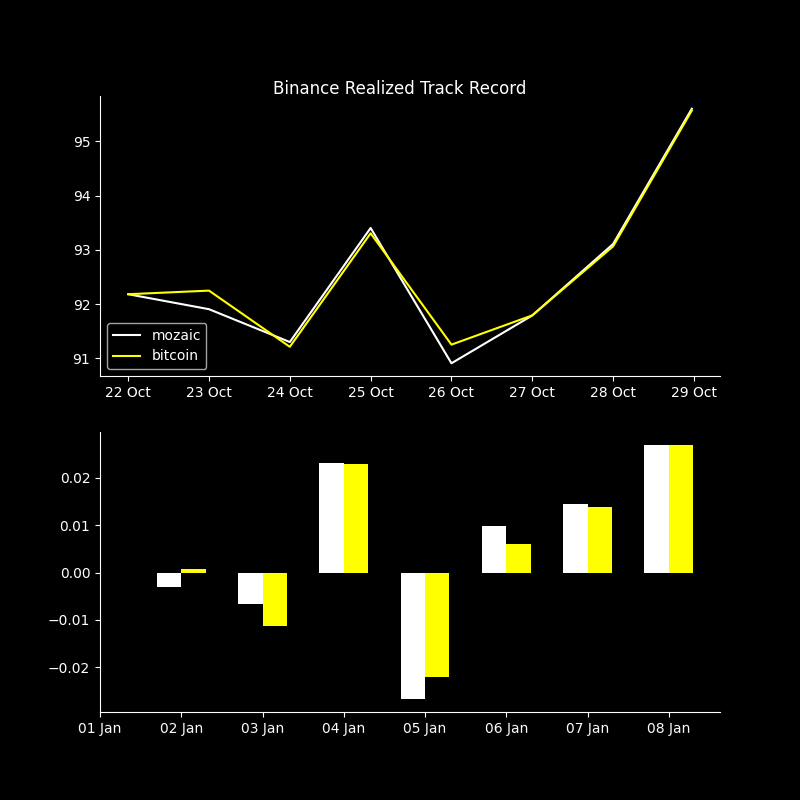 Binance Realized Track Record
95
94
93
92
91
mozaic
bitcoin
22 Oct 23 Oct 24 Oct 25 Oct 26 Oct 27 Oct 28 Oct 29 Oct
0.02
0.01
0.00
−0.01
−0.02
01 Jan 02 Jan 03 Jan 04 Jan 05 Jan 06 Jan 07 Jan 08 Jan